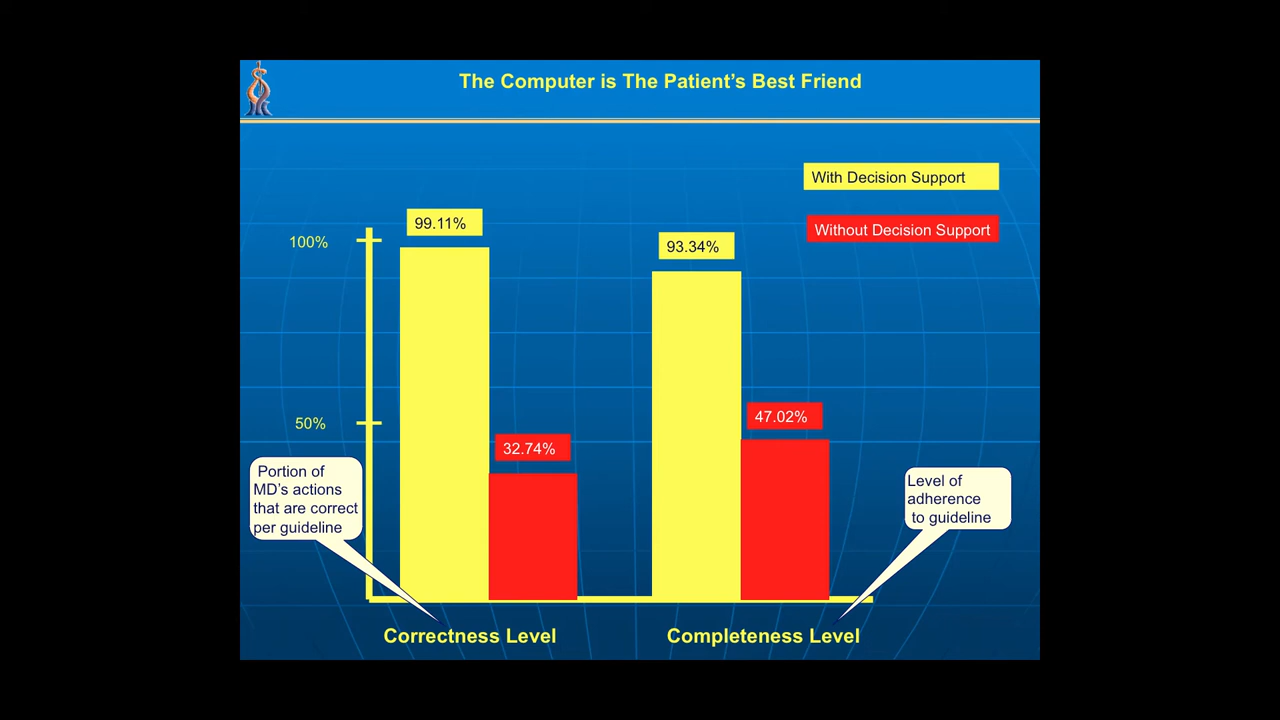 The Computer is The Patient's Best Friend
With Decision Support
Without Decision Support
99.11%
93.34%
100%
47.02%
50%
32.74%
Portion of
MD's actions
that are correct
per guideline
Level of
adherence
to guideline
Correctness Level
Completeness Level